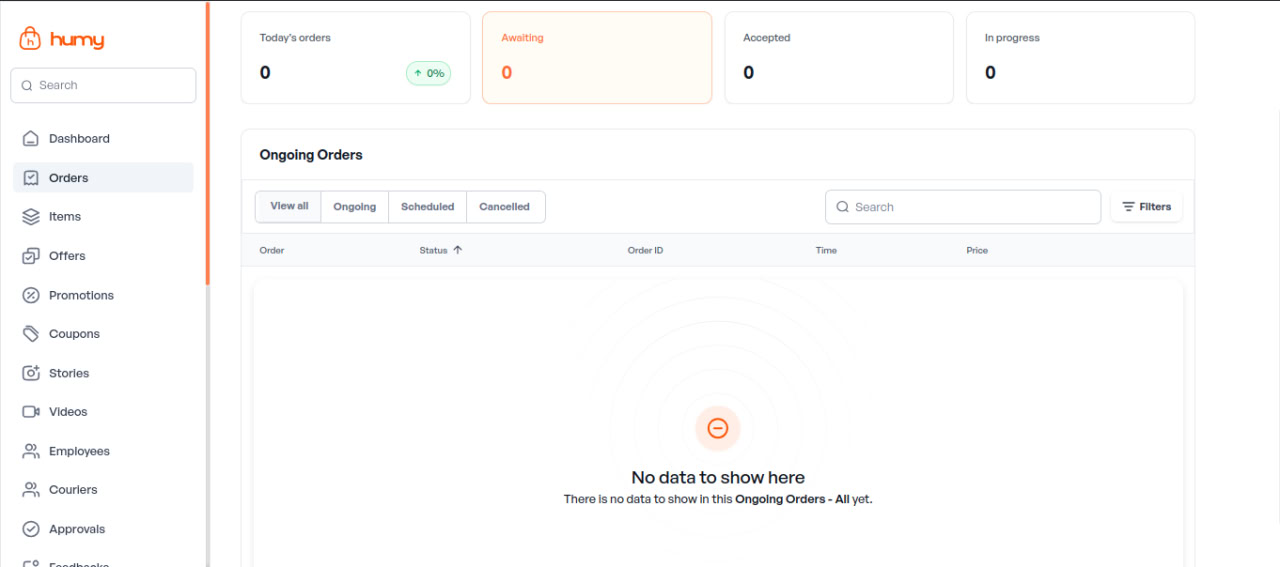 humy
Search
Dashboard
Orders
Items
Offers
Promotions
Coupons
Stories
Videos
Employees
Couriers
Approvals
Feedbacks
Today's orders
0
0%
Awaiting
0
Accepted
0
In progress
0
Ongoing Orders
View all
Ongoing
Scheduled
Cancelled
Search
Filters
Order
Status
Order ID
Time
Price
No data to show here
There is no data to show in this Ongoing Orders - All yet.